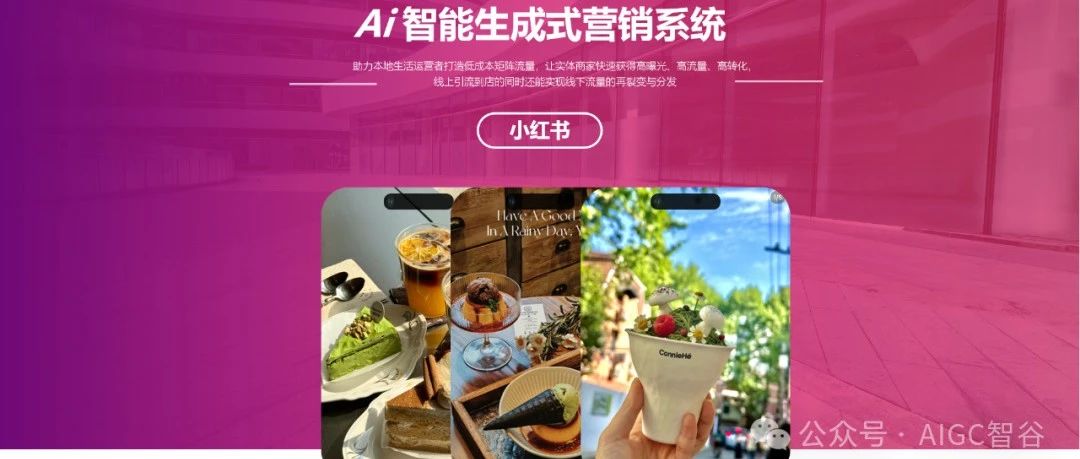 Ai智能生成式营销系统
助力本地生活运营者打造低成本矩阵流量，让实体商家快速获得高曝光、高流量、高转化，
线上引流到店的同时还能实现线下流量的再裂变与分发
小红书
Have A Good
In A Rainy Day, Y
ConnieHé
公众号 · AIGC智谷